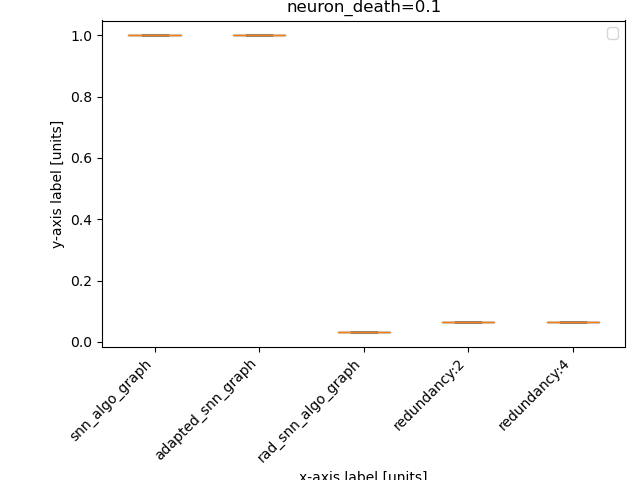 neuron_death=0.1
y-axis label [units]
1.0
0.8
0.6
0.4
0.2
0.0
snn_algo_graph
adapted_snn_graph
rad_snn_algo_graph
redundancy:2
redundancy:4
x-axis label [units]